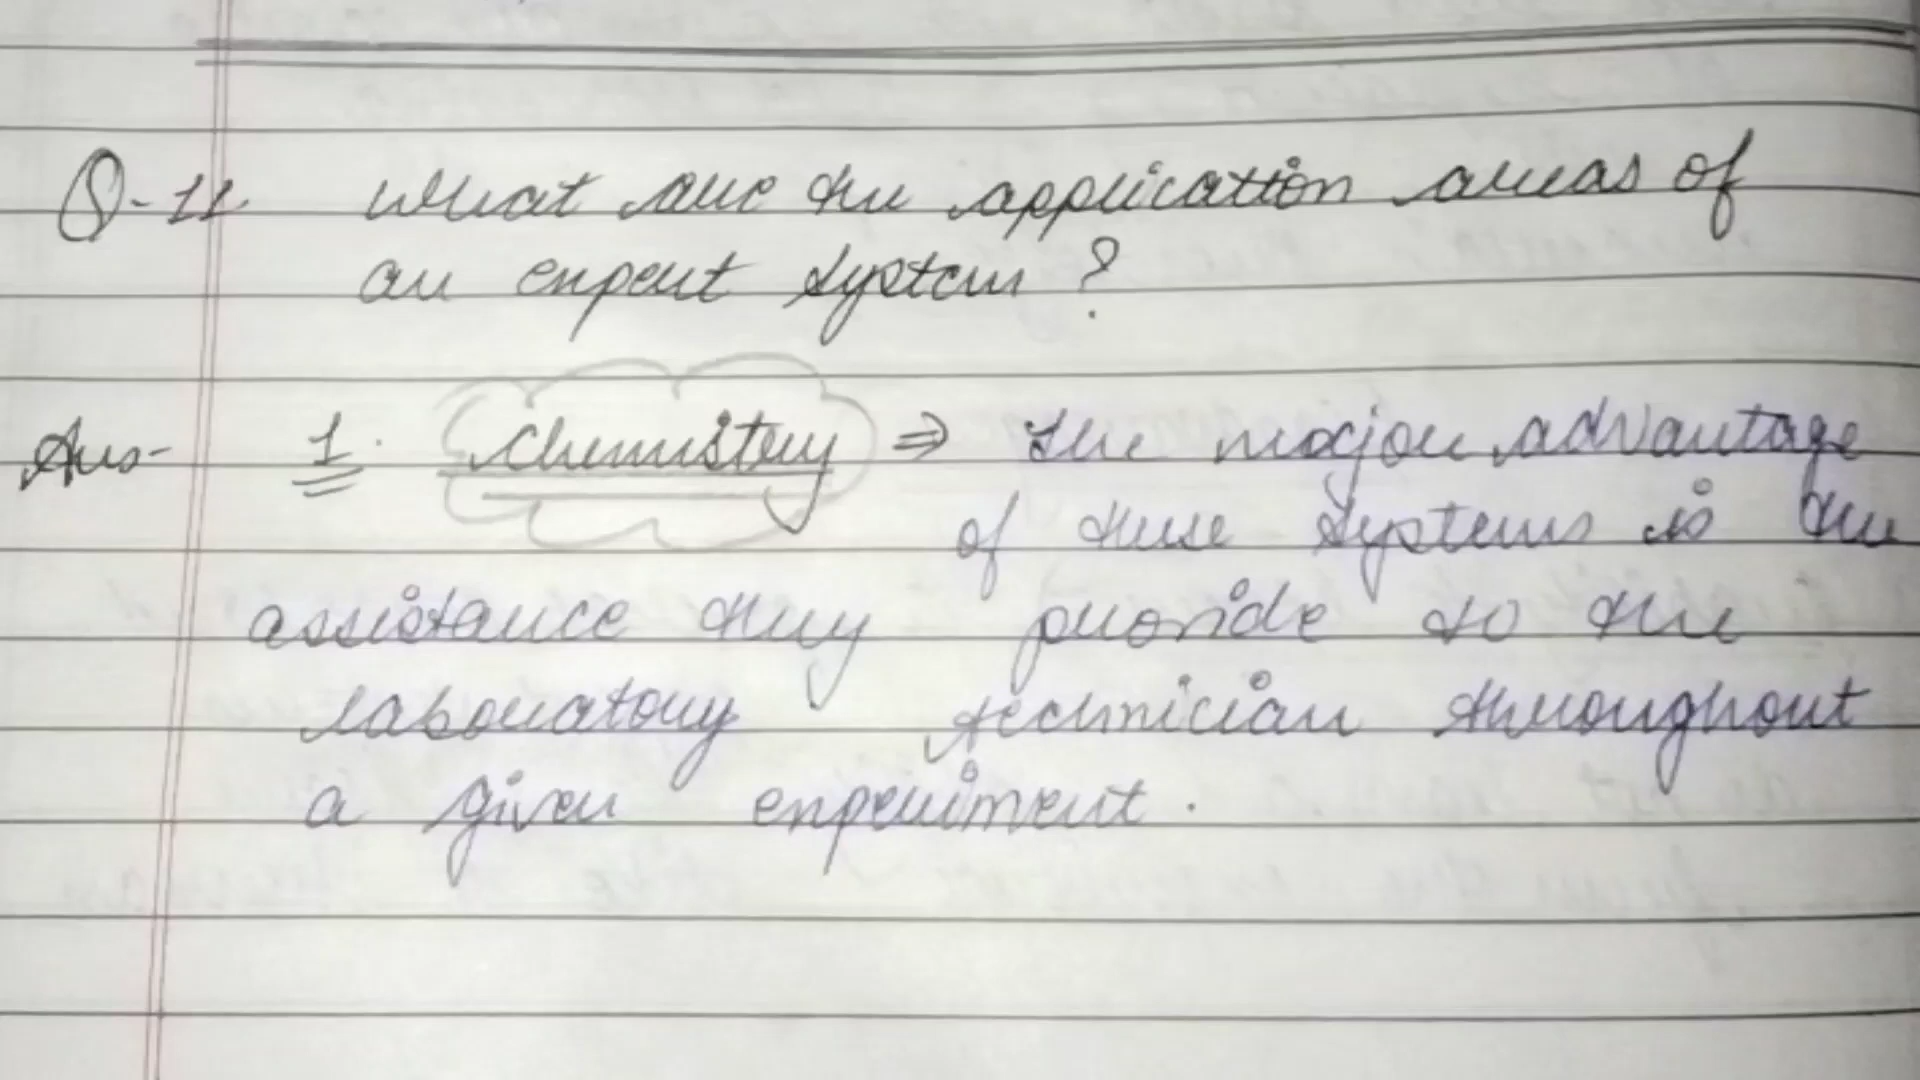 Q-11. What are the application areas of
an expert system ?
Ans- 1. Chemistry ⇒ The major advantage
of these systems is the
assistance they provide to the
laboratory technician throughout
a given experiment.